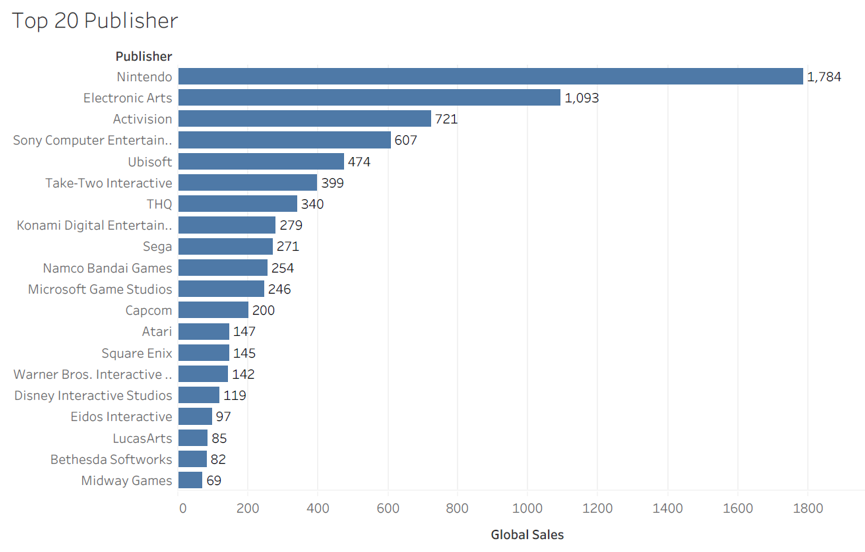 Top 20 Publisher
Publisher
Nintendo 1,784
Electronic Arts 1,093
Activision 721
Sony Computer Entertain.. 607
Ubisoft 474
Take-Two Interactive 399
THQ 340
Konami Digital Entertain.. 279
Sega 271
Namco Bandai Games 254
Microsoft Game Studios 246
Capcom 200
Atari 147
Square Enix 145
Warner Bros. Interactive .. 142
Disney Interactive Studios 119
Eidos Interactive 97
LucasArts 85
Bethesda Softworks 82
Midway Games 69
0 200 400 600 800 1000 1200 1400 1600 1800
Global Sales